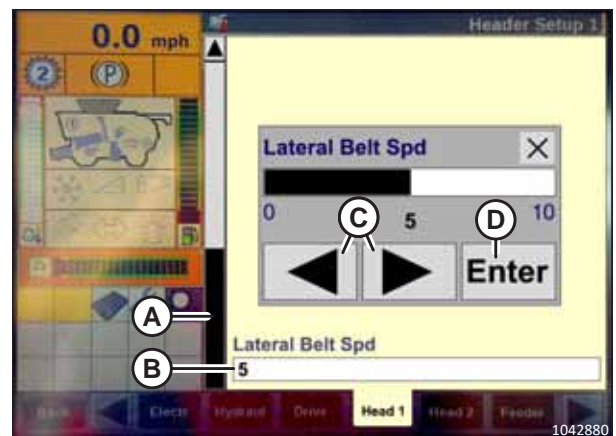 Header Setup 1
0.0 mph
2
P
Lateral Belt Spd
0
5
10
C
D
Enter
A
Lateral Belt Spd
B
5
Back
Electr
Hydraul
Drive
Head 1
Head 2
Feeder
1042880